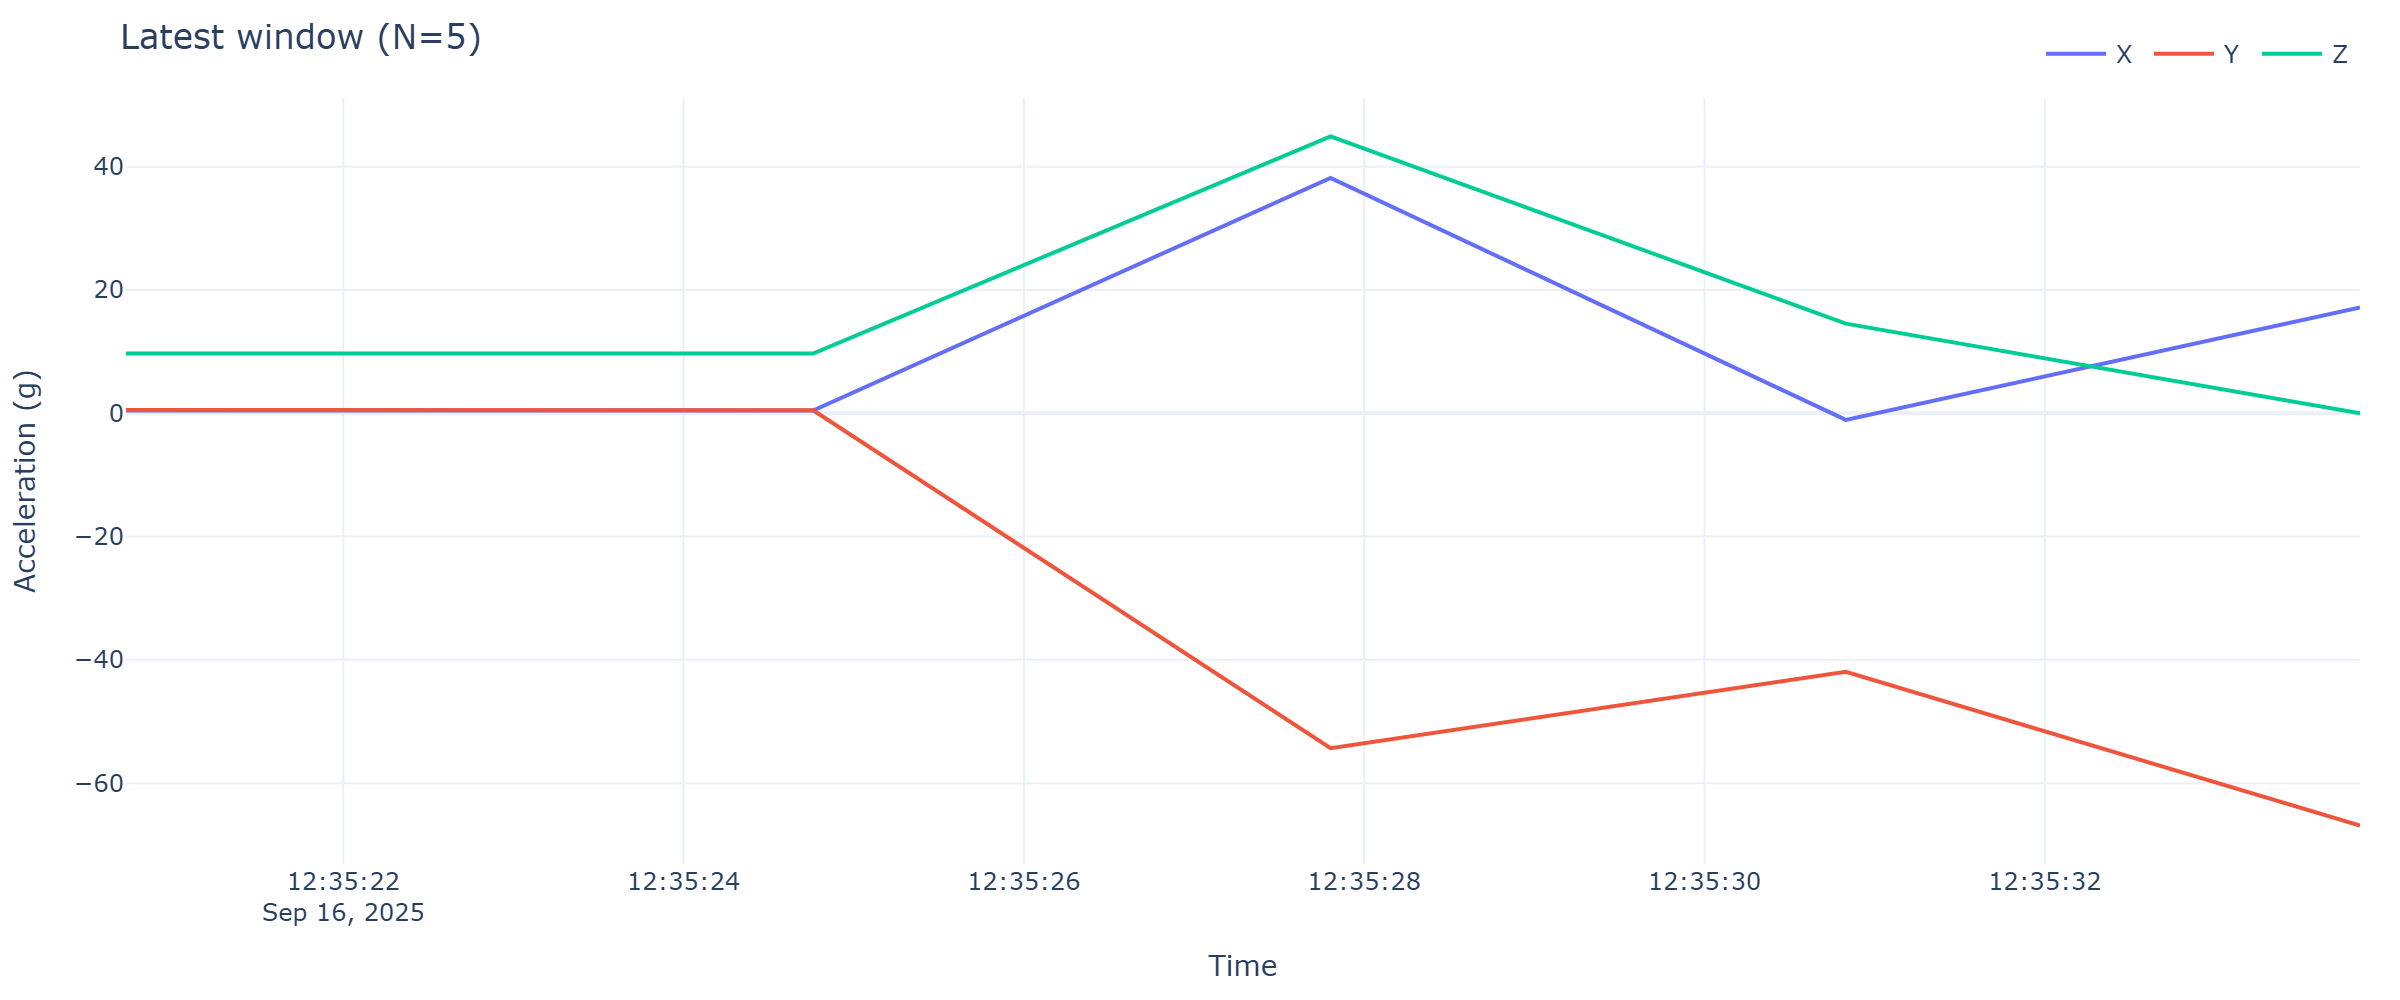 Latest window (N=5)
X Y Z
Acceleration (g)
40
20
0
−20
−40
−60
12:35:22 12:35:24 12:35:26 12:35:28 12:35:30 12:35:32
Sep 16, 2025
Time